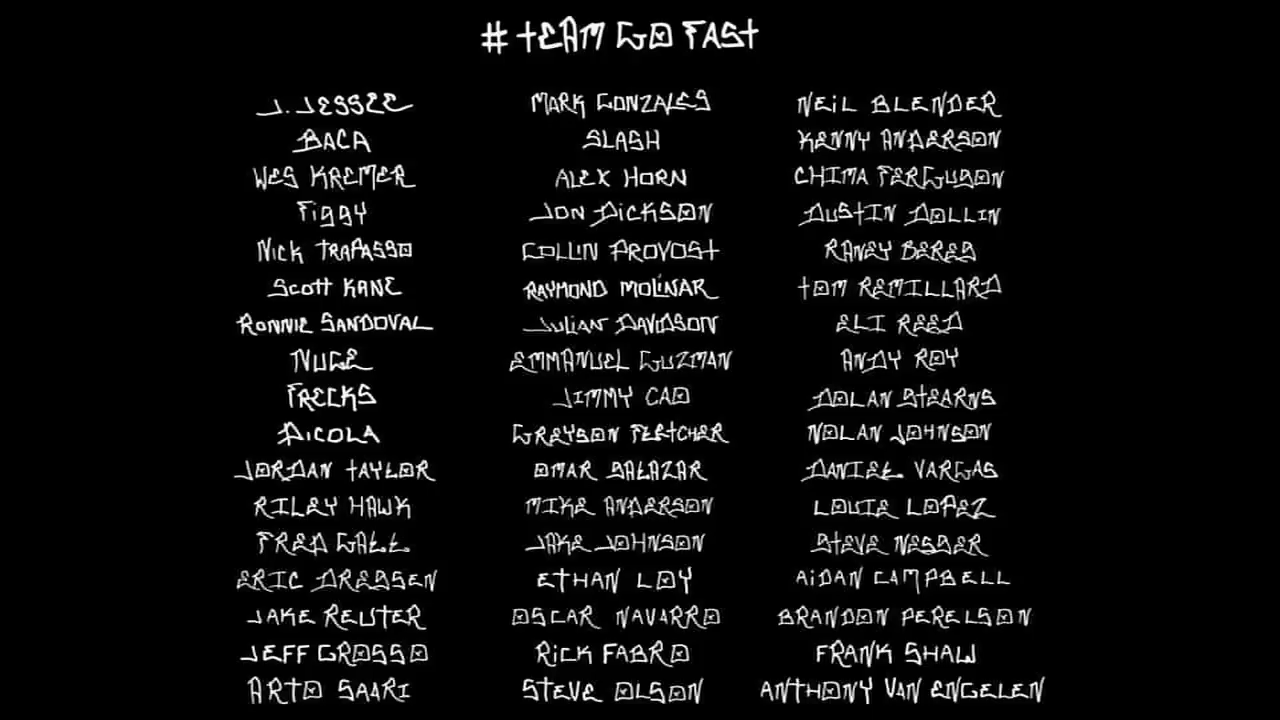 # TEAM GO FAST
J. JESSEE
BACA
WES KREMER
FIGGY
NICK TRAPASSO
SCOTT KANE
RONNIE SANDOVAL
NUGE
FRECKS
DICOLA
JORDAN TAYLOR
RILEY HAWK
FRED GALL
ERIC DRESSEN
JAKE REUTER
JEFF GROSSO
ARTO SAARI
MARK GONZALES
SLASH
ALEX HORN
JON DICKSON
COLLIN PROVOST
RAYMOND MOLINAR
JULIAN DAVIDSON
EMMANUEL GUZMAN
JIMMY CAO
GREYSON FLETCHER
OMAR SALAZAR
MIKE ANDERSON
JAKE JOHNSON
ETHAN LOY
OSCAR NAVARRO
RICK FABRO
STEVE OLSON
NEIL BLENDER
KENNY ANDERSON
CHIMA FERGUSON
DUSTIN DOLLIN
RANEY BERES
TOM REMILLARD
ELI REED
ANDY ROY
DOLAN STEARNS
NOLAN JOHNSON
DANIEL VARGAS
LOUIE LOPEZ
STEVE NESSER
AIDAN CAMPBELL
BRANDON PERELSON
FRANK SHAW
ANTHONY VAN ENGELEN